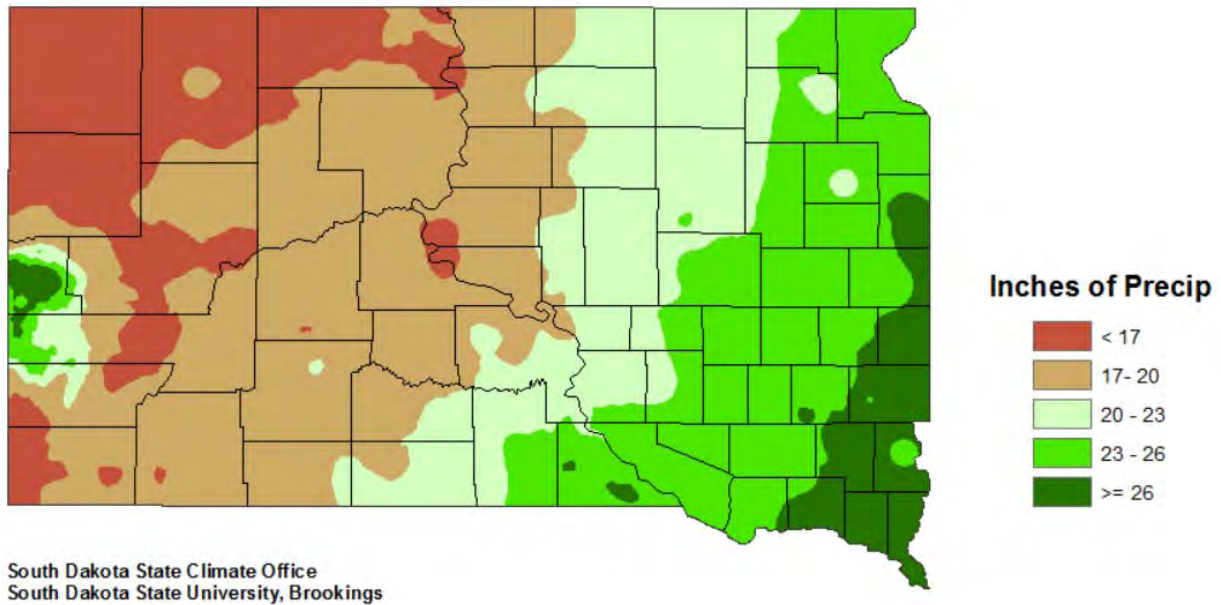 Inches of Precip
< 17
17- 20
20 - 23
23 - 26
>= 26
South Dakota State Climate Office
South Dakota State University, Brookings